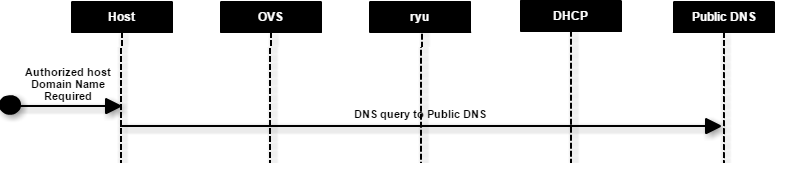 Host
OVS
ryu
DHCP
Public DNS
Authorized host
Domain Name
Required
DNS query to Public DNS